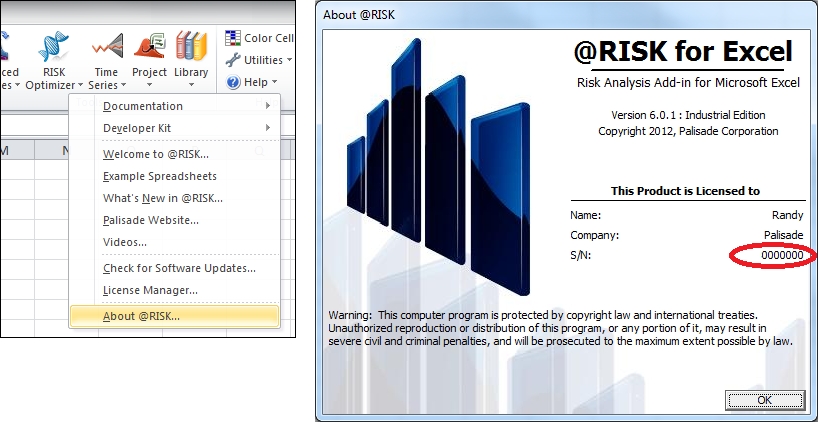 Color Cell
ced
es
RISK
Optimizer
Time
Series
Project
Library
Utilities
Help
M
Documentation
Developer Kit
Welcome to @RISK...
Example Spreadsheets
What's New in @RISK...
Palisade Website...
Videos...
Check for Software Updates...
License Manager...
About @RISK...
About @RISK
@RISK for Excel
Risk Analysis Add-in for Microsoft Excel
Version 6.0.1 : Industrial Edition
Copyright 2012, Palisade Corporation
This Product is Licensed to
Name: Randy
Company: Palisade
S/N: 0000000
Warning: This computer program is protected by copyright law and international treaties.
Unauthorized reproduction or distribution of this program, or any portion of it, may result in
severe civil and criminal penalties, and will be prosecuted to the maximum extent possible by law.
OK